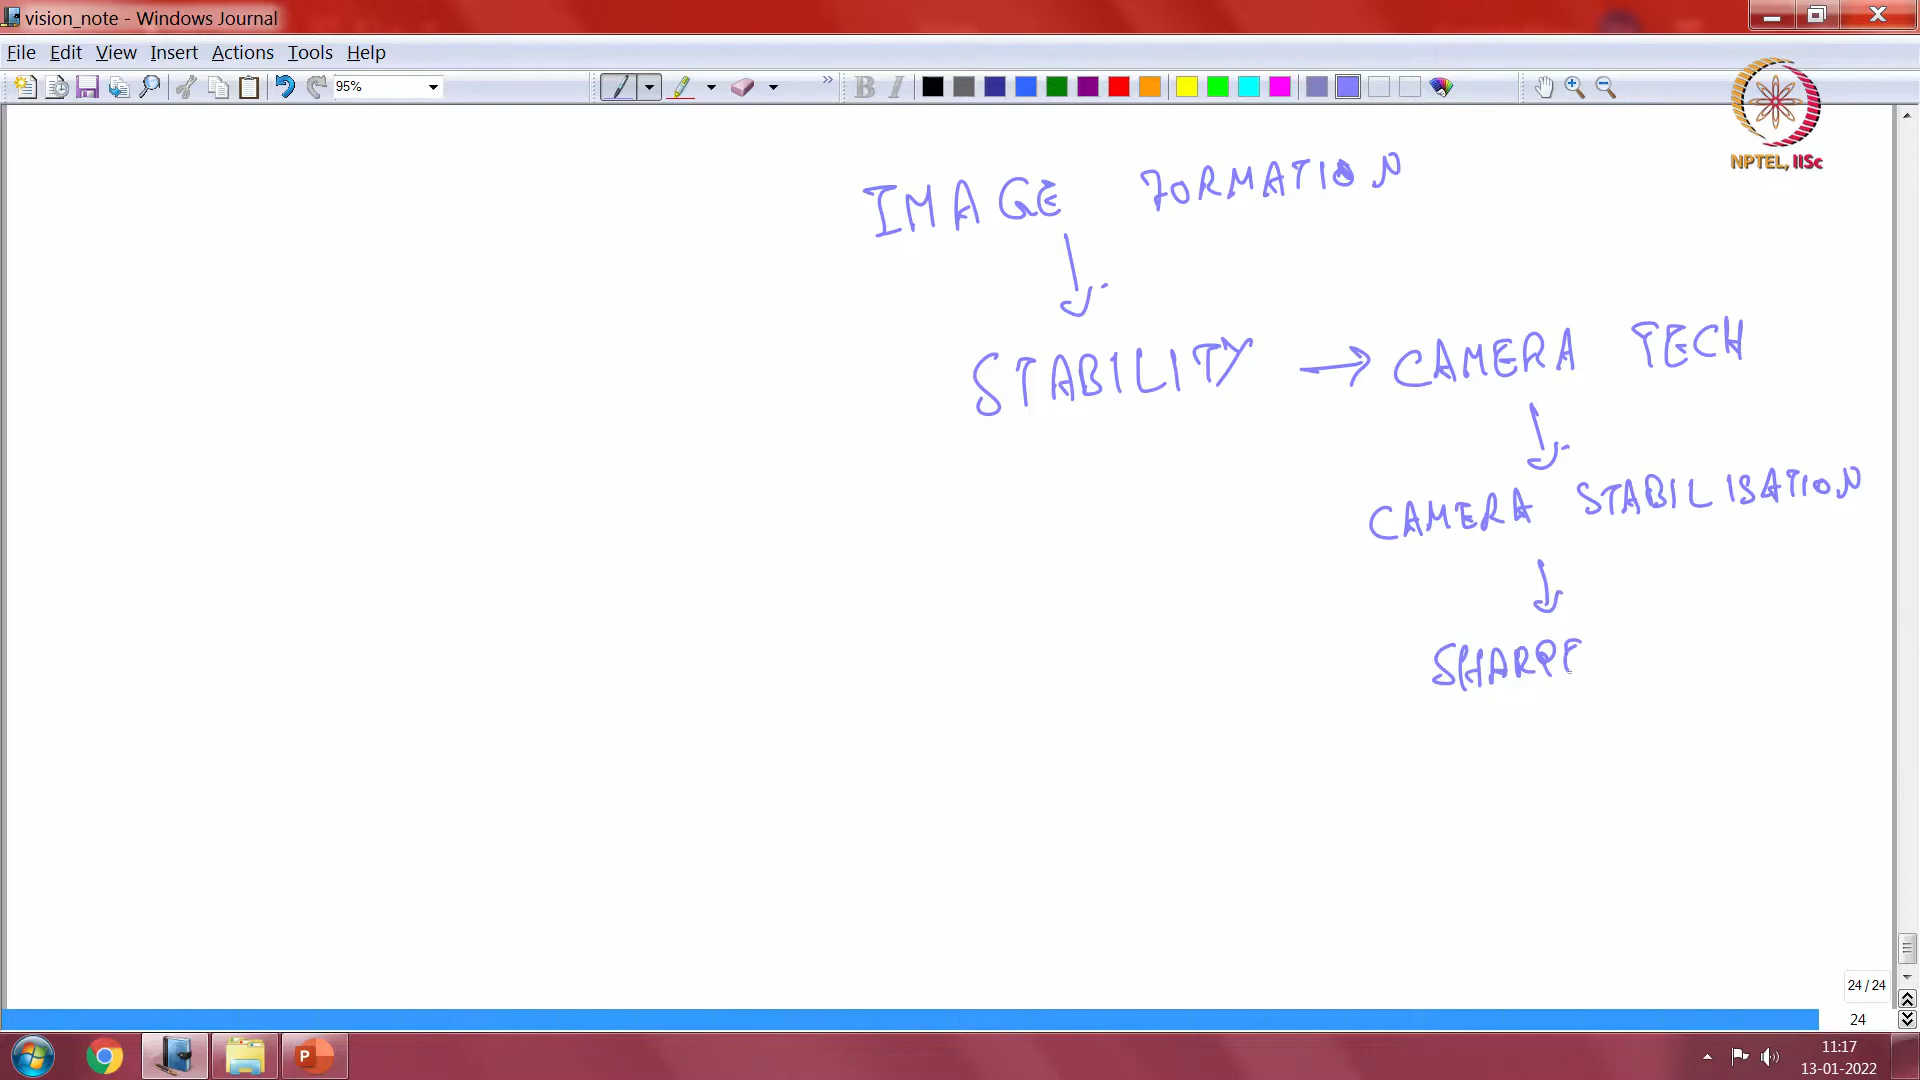 vision_note - Windows Journal
File Edit View Insert Actions Tools Help
95%
NPTEL, IISc
IMAGE FORMATION
STABILITY → CAMERA TECH
CAMERA STABILISATION
SHARPE
24 / 24
24
11:17
13-01-2022